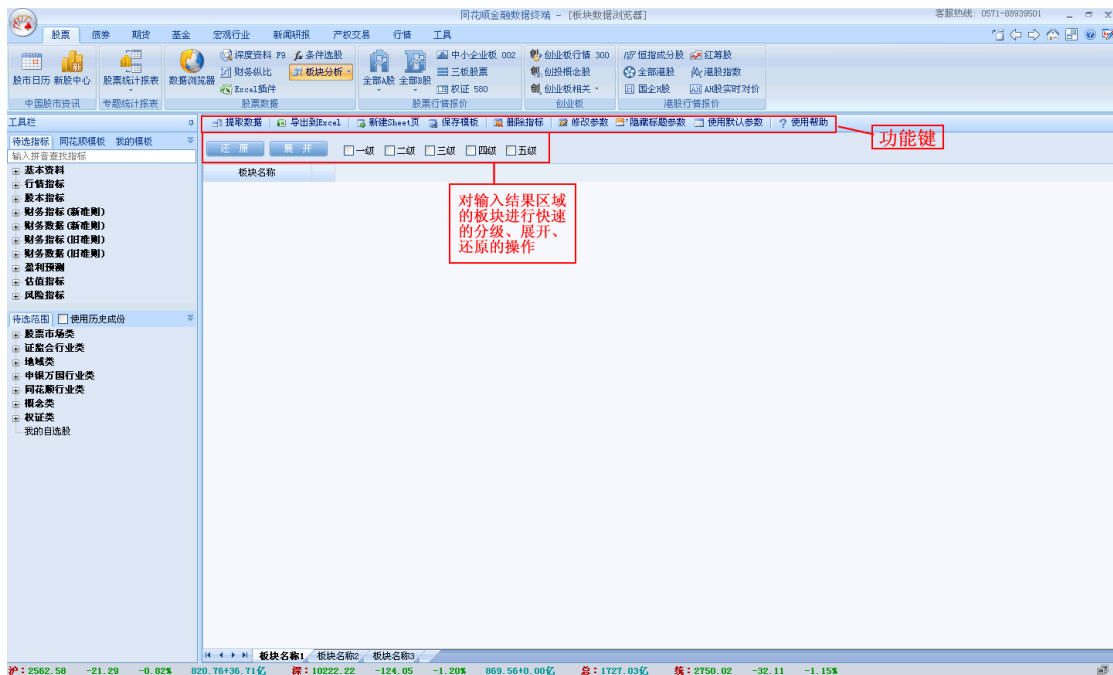 同花顺金融数据终端 - [板块数据浏览器]
客服热线: 0571-88939501
股票 债券 期货 基金 宏观行业 新闻研报 产权交易 行情 工具
股市日历 新股中心
中国股市资讯
股票统计报表
专题统计报表
数据浏览器
深度资料 F9
财务纵比
Excel插件
条件选股
板块分析
股票数据
全部A股 全部B股
中小企业板 002
三板股票
权证 580
股票行情报价
创业板行情 300
创投概念股
创业板相关
创业板
恒指成分股
全部港股
国企H股
红筹股
港股指数
AH股实时对价
港股行情报价
工具栏
提取数据 导出到Excel 新建Sheet页 保存模板 删除指标 修改参数 隐藏标题参数 使用默认参数 ? 使用帮助
功能键
待选指标 同花顺模板 我的模板
输入拼音查找指标
还 原 展 开 一级 二级 三级 四级 五级
板块名称
基本资料
行情指标
股本指标
财务指标(新准则)
财务数据(新准则)
财务指标(旧准则)
财务数据(旧准则)
盈利预测
估值指标
风险指标
对输入结果区域
的板块进行快速
的分级、展开、
还原的操作
待选范围 使用历史成份
股票市场类
证监会行业类
地域类
申银万国行业类
同花顺行业类
概念类
权证类
我的自选股
板块名称1 板块名称2 板块名称3
沪:2562.58 -21.29 -0.82% 820.76+36.71亿 深:10222.22 -124.05 -1.20% 869.56+0.00亿 总:1727.03亿 统:2750.02 -32.11 -1.15%